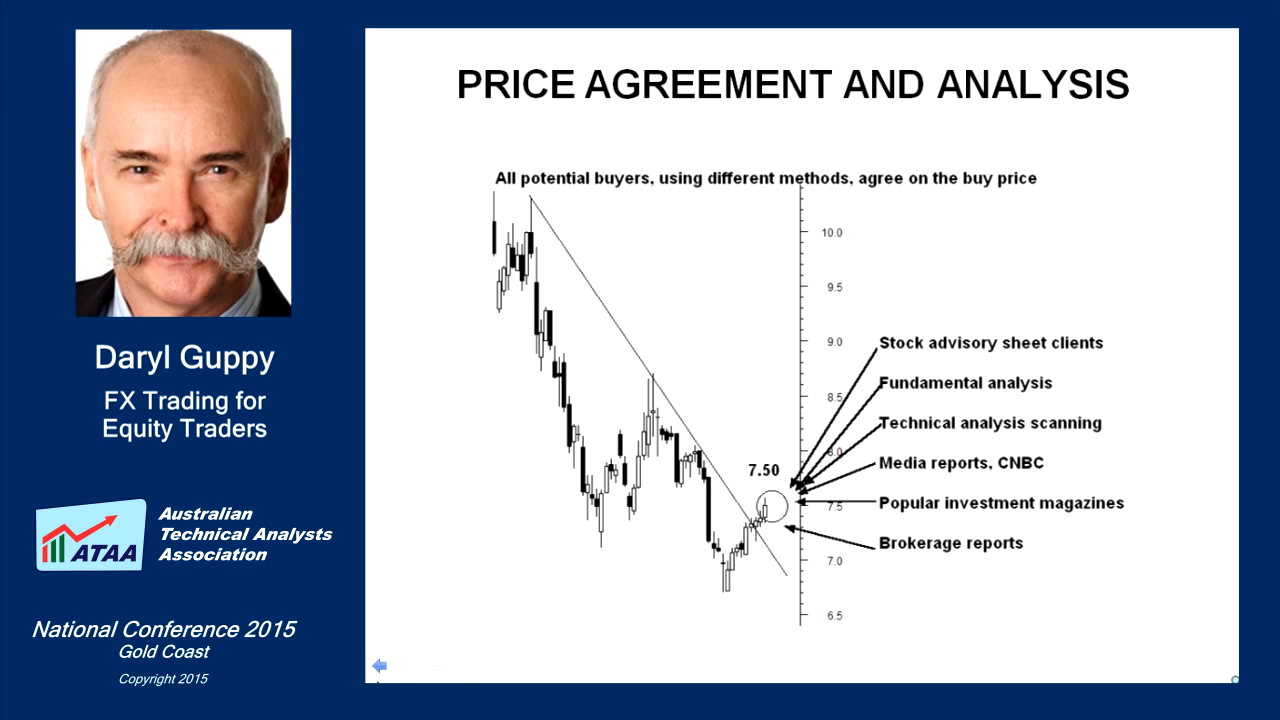 Daryl Guppy
FX Trading for
Equity Traders
ATAA
Australian
Technical Analysts
Association
National Conference 2015
Gold Coast
Copyright 2015
PRICE AGREEMENT AND ANALYSIS
All potential buyers, using different methods, agree on the buy price
10.0
9.5
9.0
8.5
8.0
7.5
7.0
6.5
7.50
Stock advisory sheet clients
Fundamental analysis
Technical analysis scanning
Media reports, CNBC
Popular investment magazines
Brokerage reports